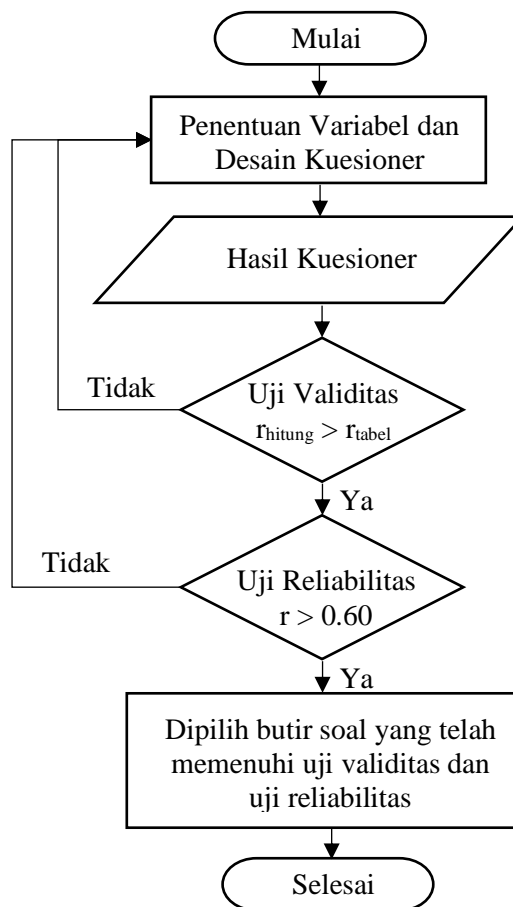 Mulai
Penentuan Variabel dan
Desain Kuesioner
Hasil Kuesioner
Tidak
Uji Validitas
rhitung > rtabel
Ya
Tidak
Uji Reliabilitas
r > 0.60
Ya
Dipilih butir soal yang telah
memenuhi uji validitas dan
uji reliabilitas
Selesai